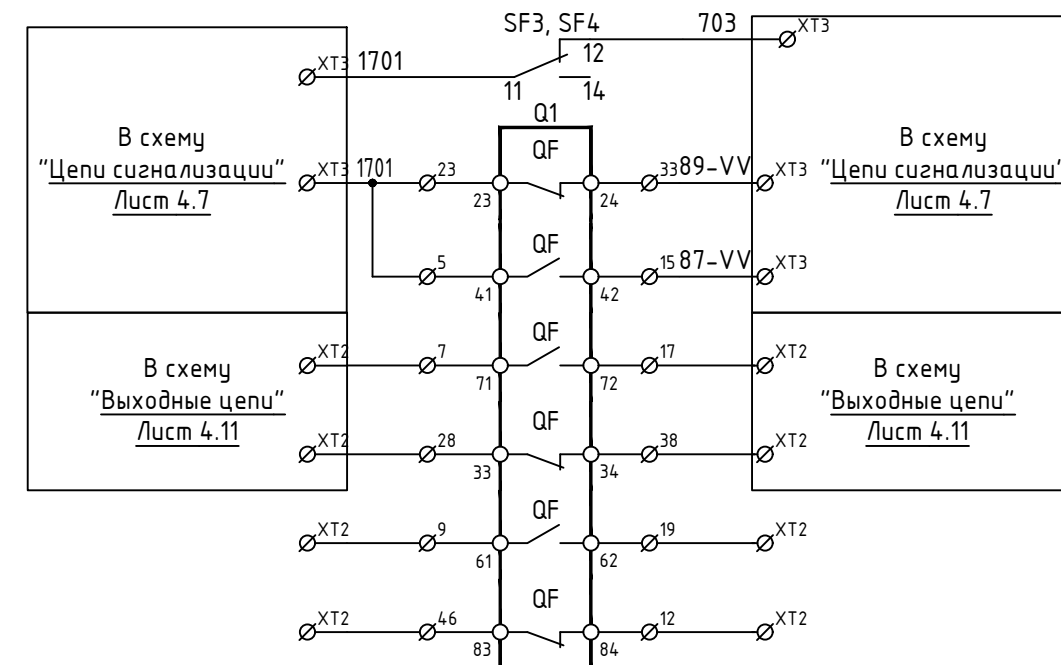 SF3, SF4 703 XT3
XT3 1701 12
11 14
Q1
В схему QF В схему
"Цепи сигнализации" XT3 1701 23 33 89-VV XT3 "Цепи сигнализации"
Лист 4.7 23 24 Лист 4.7
QF
5 15 87-VV XT3
41 42
QF
В схему XT2 7 17 XT2 В схему
"Выходные цепи" 71 72 "Выходные цепи"
Лист 4.11 QF Лист 4.11
XT2 28 38 XT2
33 34
QF
XT2 9 19 XT2
61 62
QF
XT2 46 12 XT2
83 84